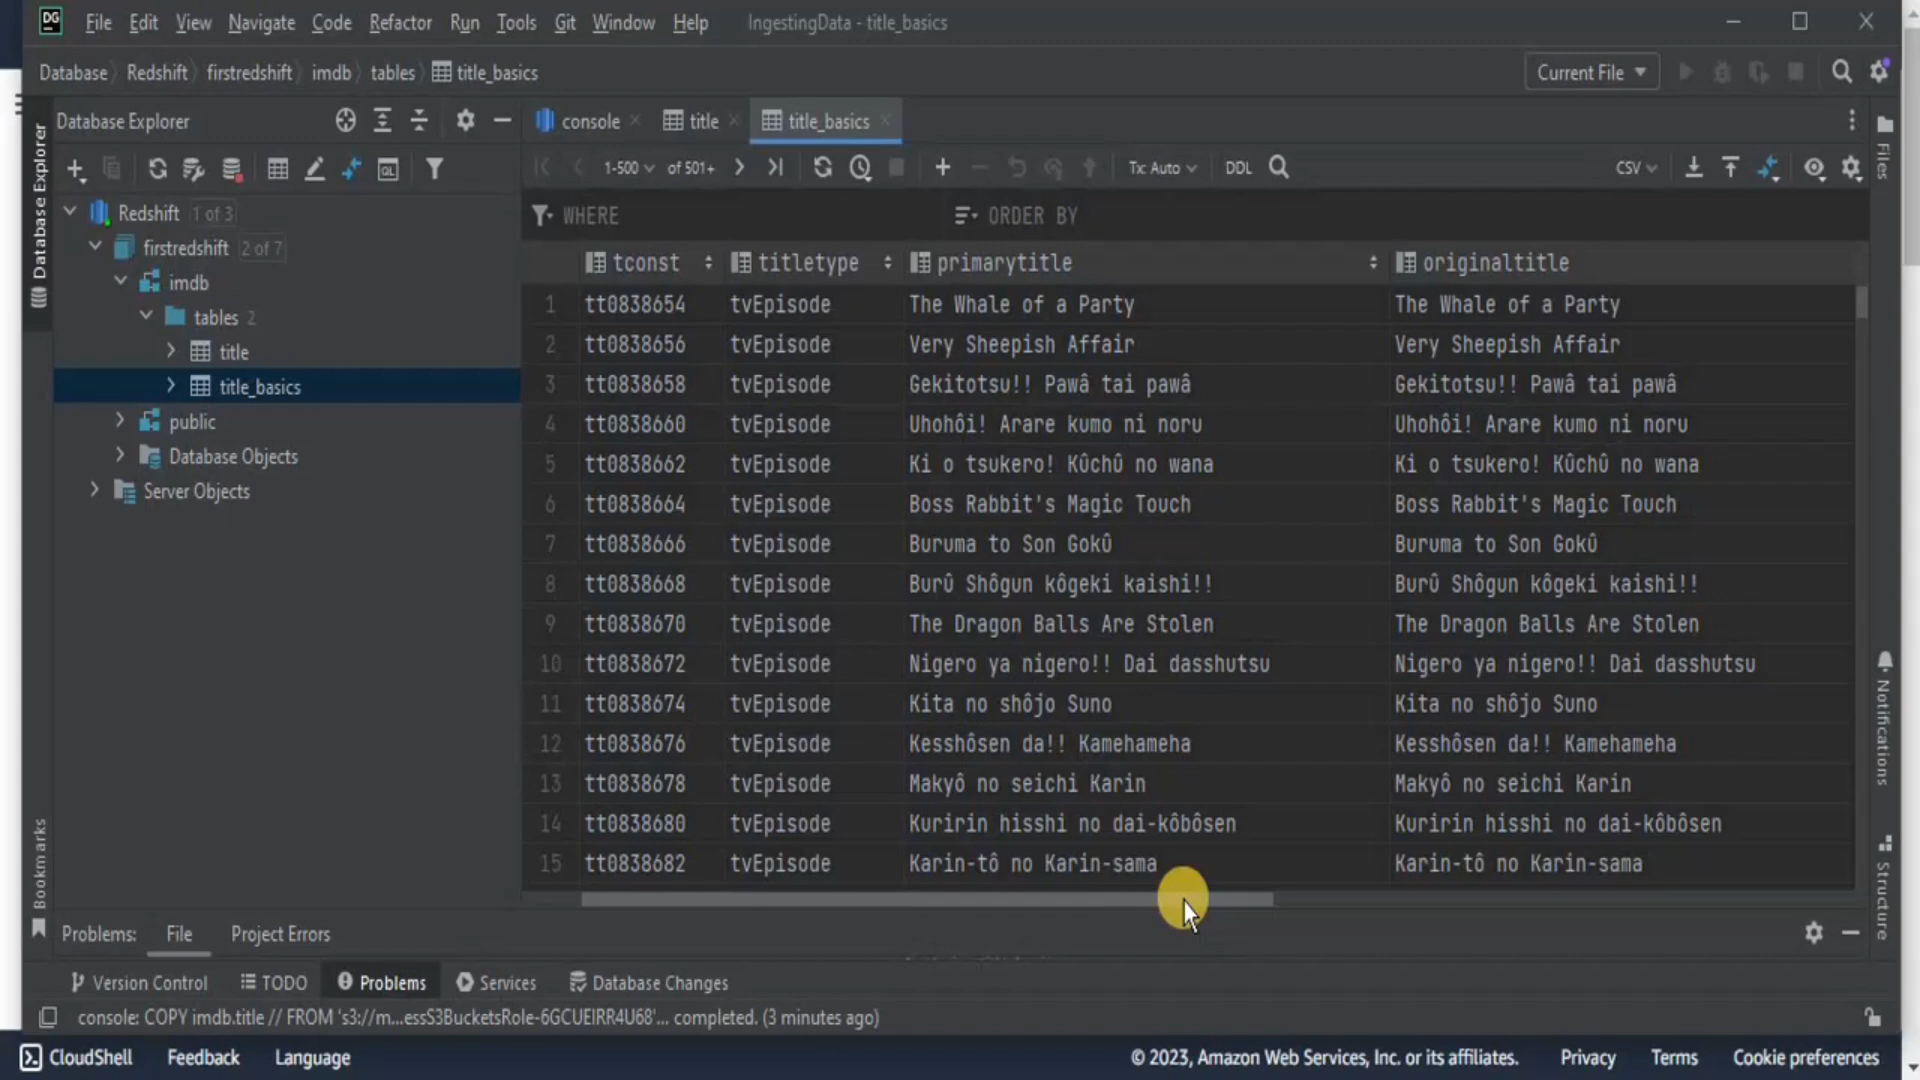 DG File Edit View Navigate Code Refactor Run Tools Git Window Help IngestingData - title_basics
Database Redshift firstredshift imdb tables title_basics Current File
Database Explorer console title title_basics
1-500 of 501+ Tx: Auto DDL CSV
WHERE ORDER BY
Redshift 1 of 3
firstredshift 2 of 7
imdb
tables 2
title
title_basics
public
Database Objects
Server Objects
tconst titletype primarytitle originaltitle
1 tt0838654 tvEpisode The Whale of a Party The Whale of a Party
2 tt0838656 tvEpisode Very Sheepish Affair Very Sheepish Affair
3 tt0838658 tvEpisode Gekitotsu!! Pawâ tai pawâ Gekitotsu!! Pawâ tai pawâ
4 tt0838660 tvEpisode Uhohôi! Arare kumo ni noru Uhohôi! Arare kumo ni noru
5 tt0838662 tvEpisode Ki o tsukero! Kûchû no wana Ki o tsukero! Kûchû no wana
6 tt0838664 tvEpisode Boss Rabbit's Magic Touch Boss Rabbit's Magic Touch
7 tt0838666 tvEpisode Buruma to Son Gokû Buruma to Son Gokû
8 tt0838668 tvEpisode Burû Shôgun kôgeki kaishi!! Burû Shôgun kôgeki kaishi!!
9 tt0838670 tvEpisode The Dragon Balls Are Stolen The Dragon Balls Are Stolen
10 tt0838672 tvEpisode Nigero ya nigero!! Dai dasshutsu Nigero ya nigero!! Dai dasshutsu
11 tt0838674 tvEpisode Kita no shôjo Suno Kita no shôjo Suno
12 tt0838676 tvEpisode Kesshôsen da!! Kamehameha Kesshôsen da!! Kamehameha
13 tt0838678 tvEpisode Makyô no seichi Karin Makyô no seichi Karin
14 tt0838680 tvEpisode Kuririn hisshi no dai-kôbôsen Kuririn hisshi no dai-kôbôsen
15 tt0838682 tvEpisode Karin-tô no Karin-sama Karin-tô no Karin-sama
Database Explorer
Bookmarks
Files
Notifications
Structure
Problems: File Project Errors
Version Control TODO Problems Services Database Changes
console: COPY imdb.title // FROM 's3://m...essS3BucketsRole-6GCUEIRR4U68'... completed. (3 minutes ago)
CloudShell Feedback Language © 2023, Amazon Web Services, Inc. or its affiliates. Privacy Terms Cookie preferences